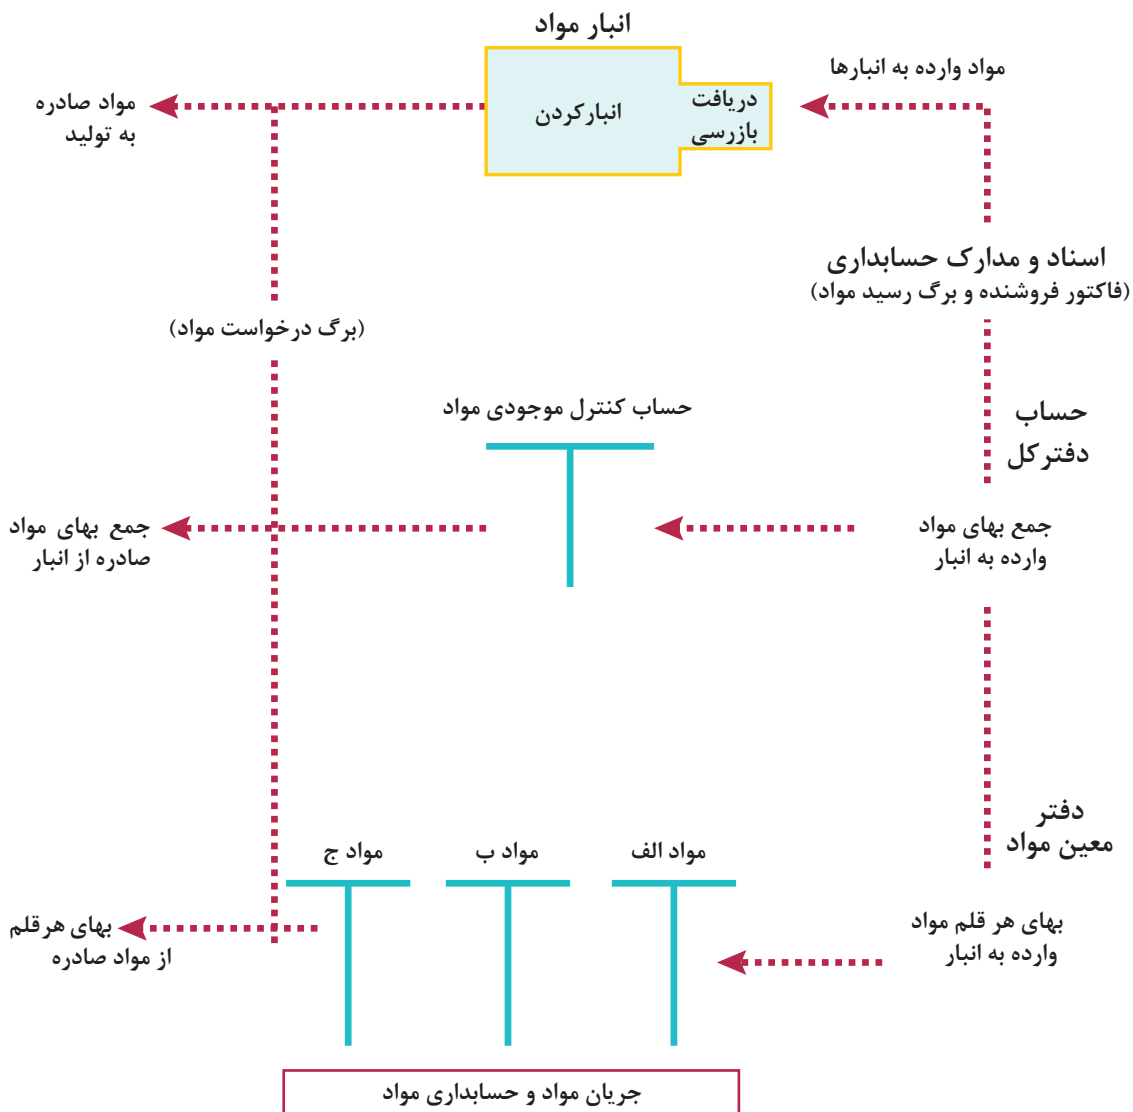 انبار مواد
مواد وارده به انبارها
دریافت
بازرسی
انبارکردن
مواد صادره
به تولید
اسناد و مدارک حسابداری
(فاکتور فروشنده و برگ رسید مواد)
(برگ درخواست مواد)
حساب
دفترکل
حساب کنترل موجودی مواد
جمع بهای مواد
وارده به انبار
جمع بهای مواد
صادره از انبار
دفتر
معین مواد
مواد الف
مواد ب
مواد ج
بهای هر قلم مواد
وارده به انبار
بهای هرقلم
از مواد صادره
جریان مواد و حسابداری مواد